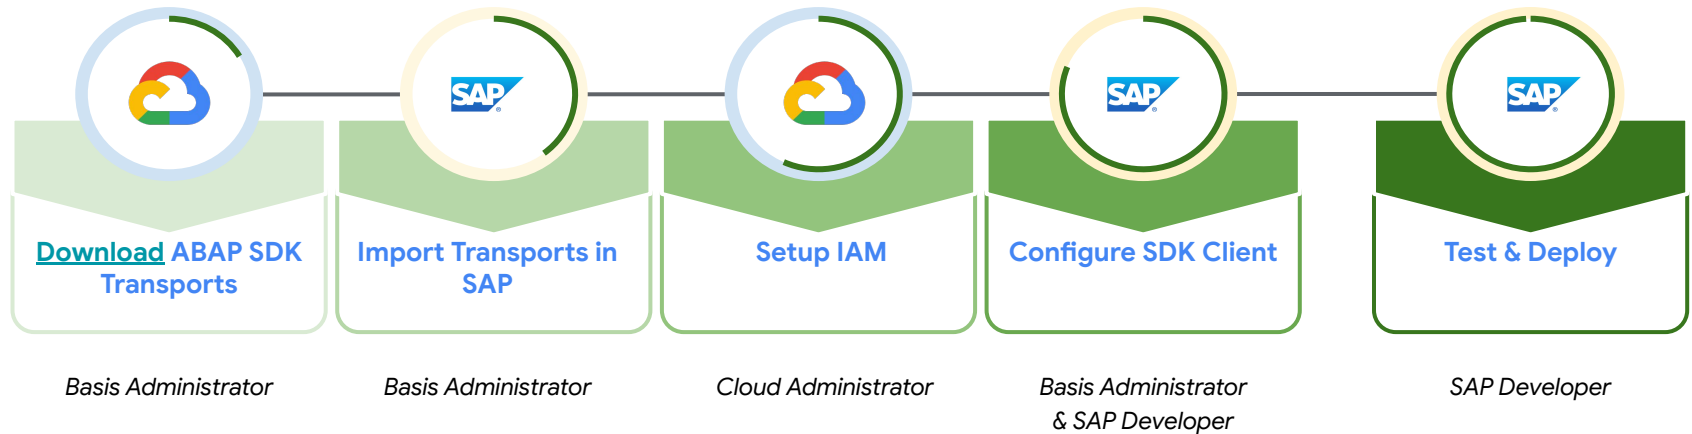 SAP
SAP
SAP
Download ABAP SDK
Transports
Import Transports in
SAP
Setup IAM
Configure SDK Client
Test & Deploy
Basis Administrator
Basis Administrator
Cloud Administrator
Basis Administrator
& SAP Developer
SAP Developer